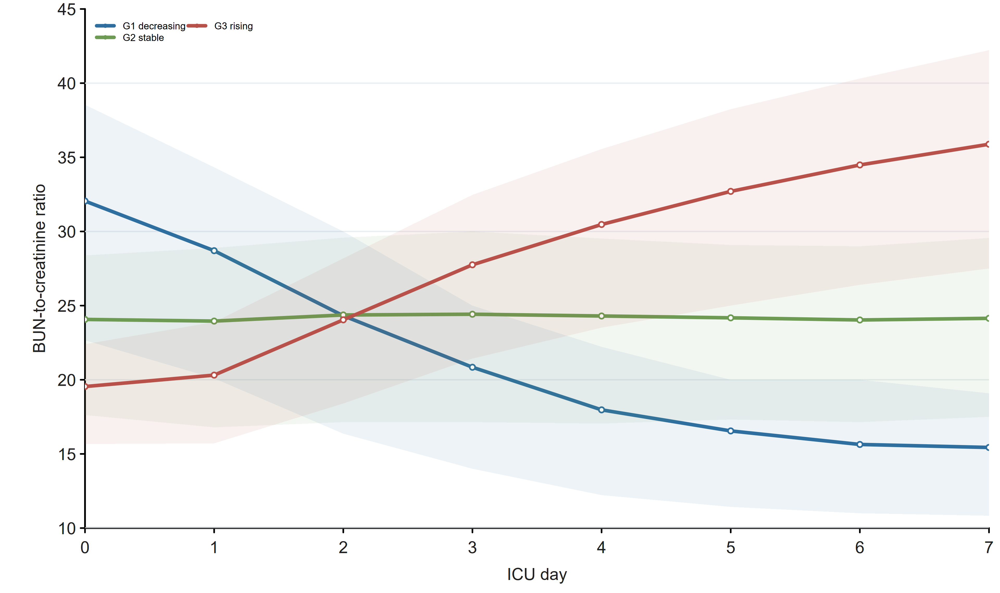 45
G1 decreasing G3 rising
G2 stable
40
35
30
25
20
15
10
BUN-to-creatinine ratio
0 1 2 3 4 5 6 7
ICU day